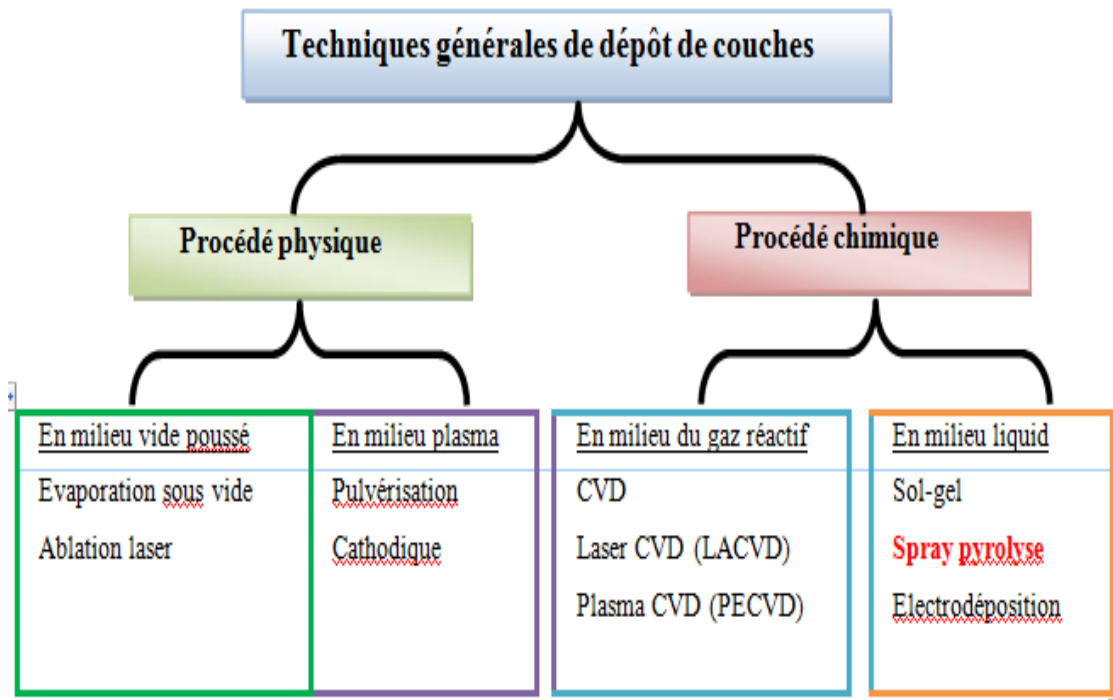 Techniques générales de dépôt de couches
Procédé physique
Procédé chimique
En milieu vide poussé
Evaporation sous vide
Ablation laser
En milieu plasma
Pulvérisation
Cathodique
En milieu du gaz réactif
CVD
Laser CVD (LACVD)
Plasma CVD (PECVD)
En milieu liquid
Sol-gel
Spray pyrolyse
Electrodéposition